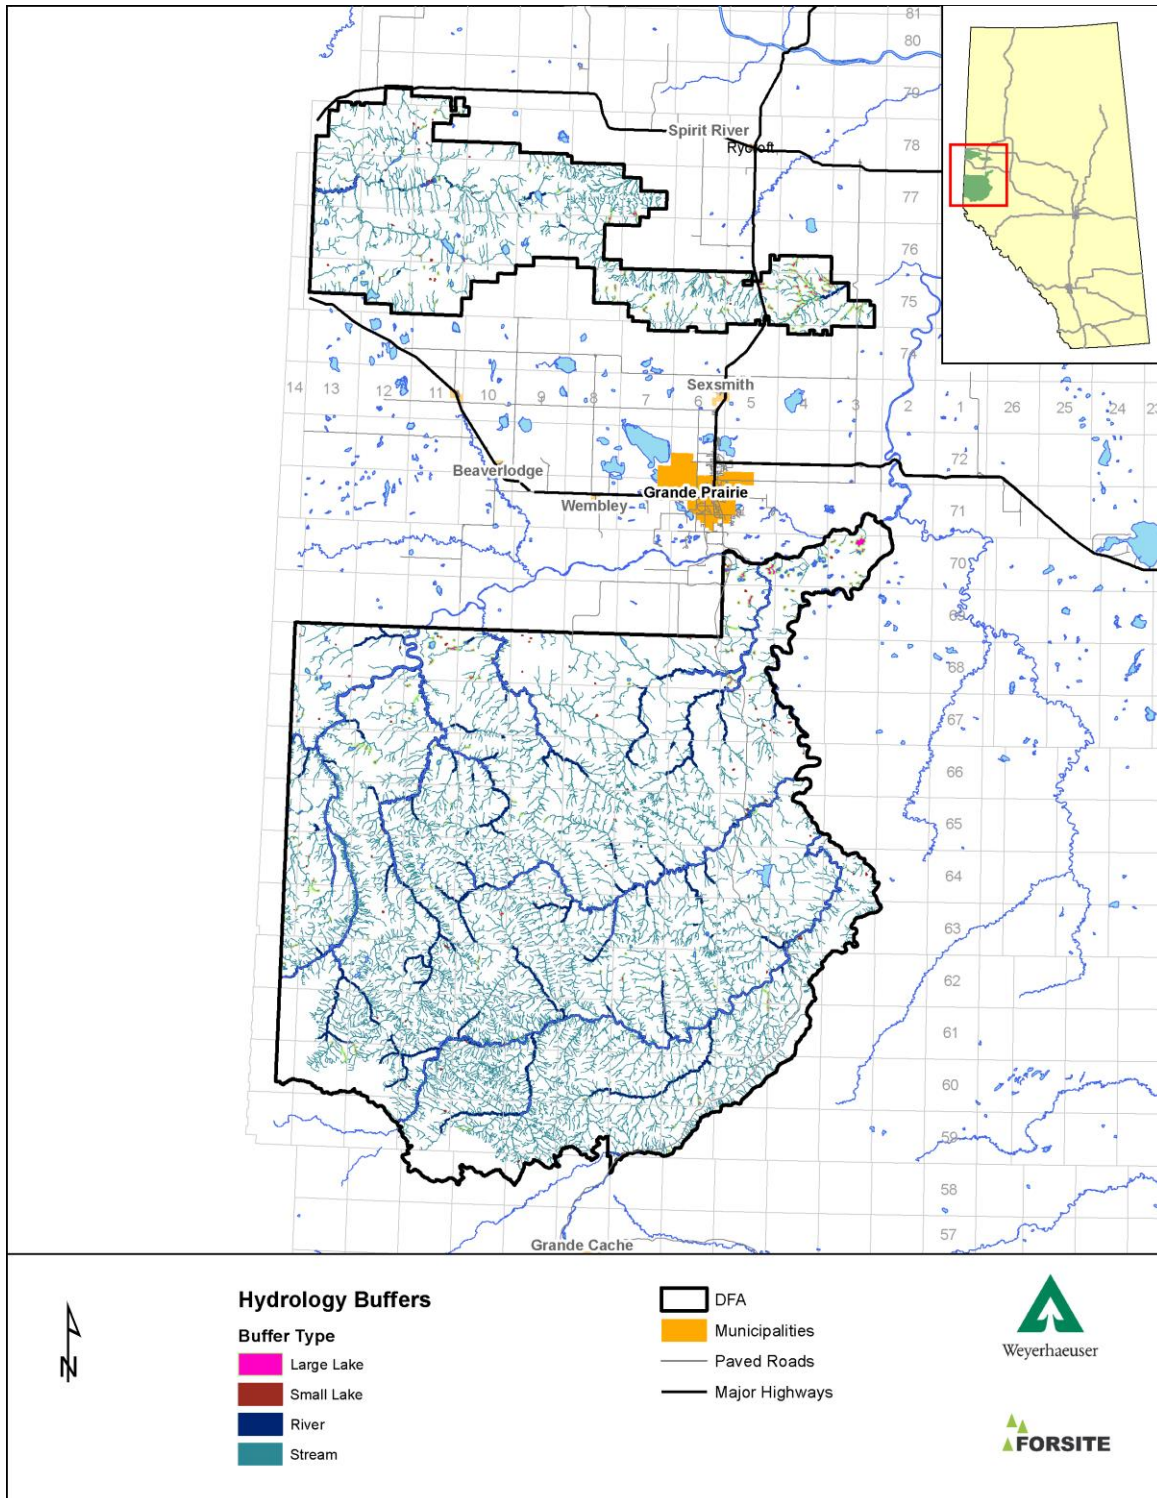 81
80
79
Spirit River
78
Rycroft
77
76
75
74
Sexsmith
14 13 12 11 10 9 8 7 6 5 4 3 2 1 26 25 24 23
72
Beaverlodge
Grande Prairie
Wembley
71
70
69
68
67
66
65
64
63
62
61
60
59
58
57
Grande Cache
Hydrology Buffers
Buffer Type
Large Lake
Small Lake
River
Stream
DFA
Municipalities
Paved Roads
Major Highways
N
Weyerhaeuser
FORSITE